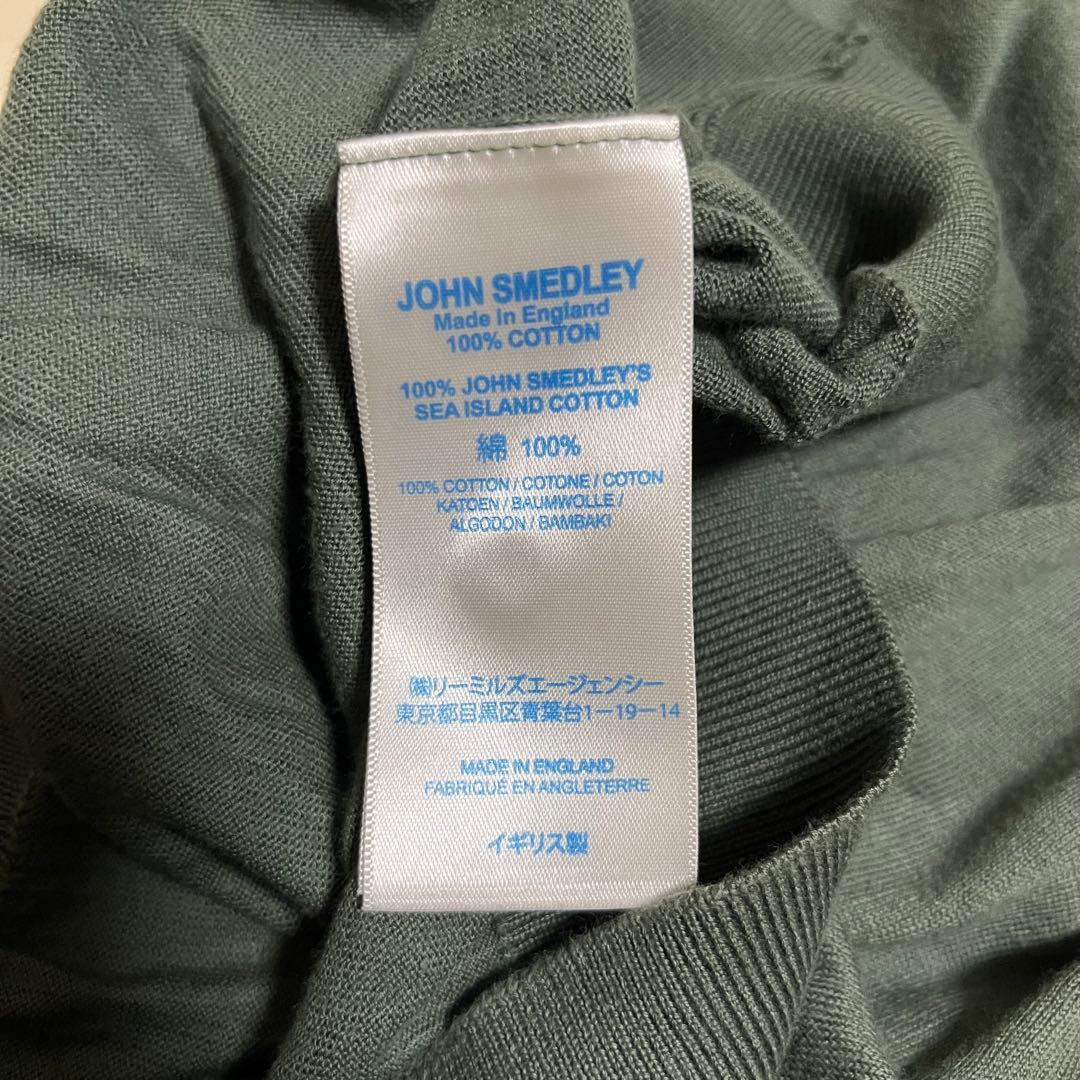 JOHN SMEDLEY
Made In England
100% COTTON
100% JOHN SMEDLEY'S
SEA ISLAND COTTON
綿 100%
100% COTTON / COTONE / COTON
KATOEN / BAUMWOLLE /
ALGODON / BAMBAKI
㈱リーミルズエージェンシー
東京都目黒区青葉台1-19-14
MADE IN ENGLAND
FABRIQUE EN ANGLETERRE
イギリス製